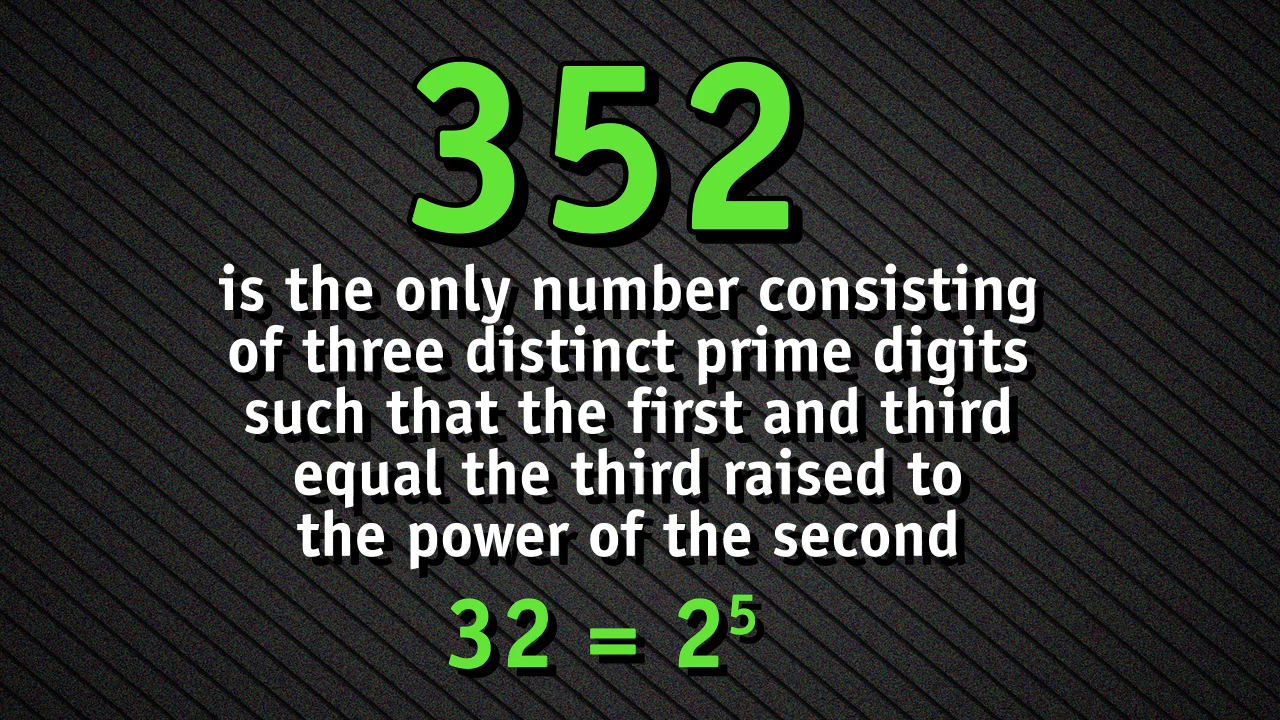 352
is the only number consisting
of three distinct prime digits
such that the first and third
equal the third raised to
the power of the second
32 = 2⁵